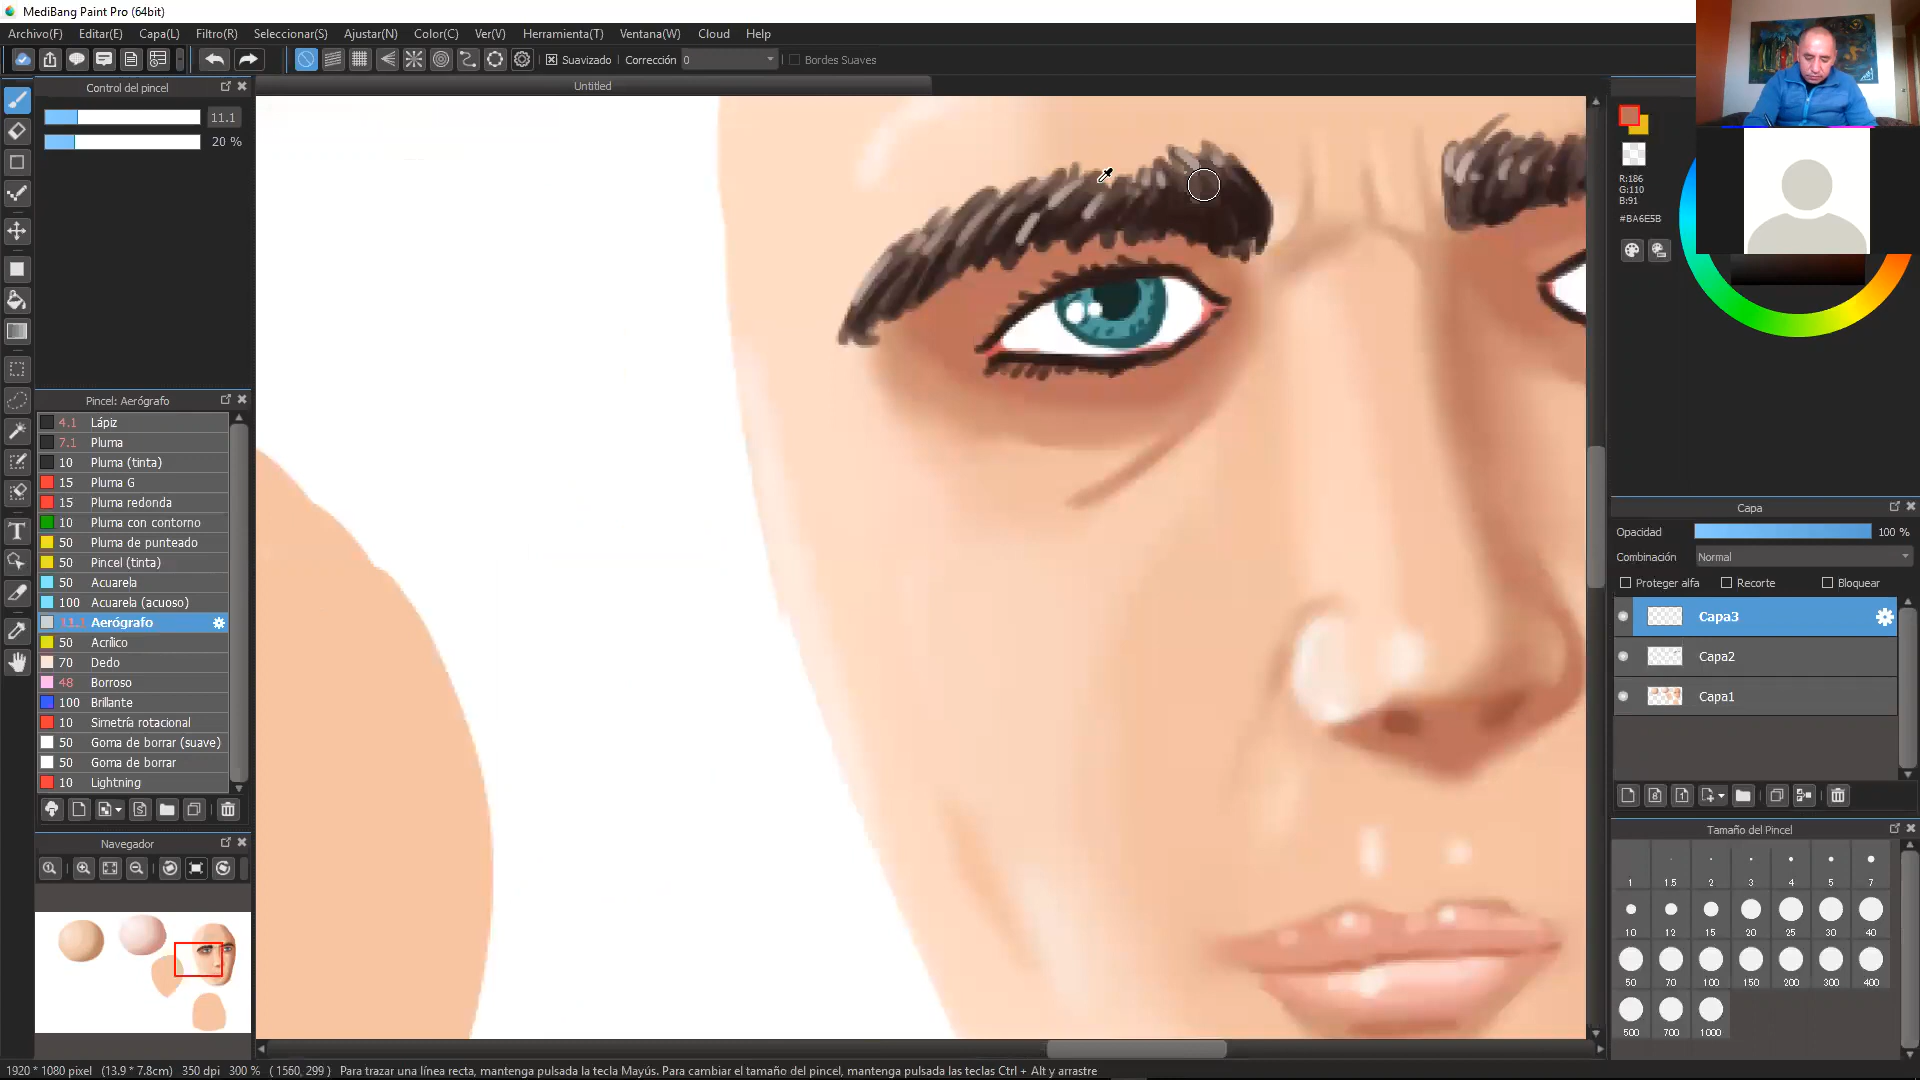 MediBang Paint Pro (64bit)
Archivo(F) Editar(E) Capa(L) Filtro(R) Seleccionar(S) Ajustar(N) Color(C) Ver(V) Herramienta(T) Ventana(W) Cloud Help
Suavizado Corrección 0 Bordes Suaves
Control del pincel
Untitled
11.1
20 %
R:186
G:110
B:91
#BA6E5B
Pincel: Aerógrafo
4.1 Lápiz
7.1 Pluma
10 Pluma (tinta)
15 Pluma G
15 Pluma redonda
10 Pluma con contorno
50 Pluma de punteado
50 Pincel (tinta)
50 Acuarela
100 Acuarela (acuoso)
11.1 Aerógrafo
50 Acrílico
70 Dedo
48 Borroso
100 Brillante
10 Simetría rotacional
50 Goma de borrar (suave)
50 Goma de borrar
10 Lightning
Navegador
Capa
Opacidad 100 %
Combinación Normal
Proteger alfa Recorte Bloquear
Capa3
Capa2
Capa1
Tamaño del Pincel
1 1.5 2 3 4 5 7
10 12 15 20 25 30 40
50 70 100 150 200 300 400
500 700 1000
1920 * 1080 pixel (13.9 * 7.8cm) 350 dpi 300 % ( 1560, 299 ) Para trazar una línea recta, mantenga pulsada la tecla Mayús. Para cambiar el tamaño del pincel, mantenga pulsada las teclas Ctrl + Alt y arrastre